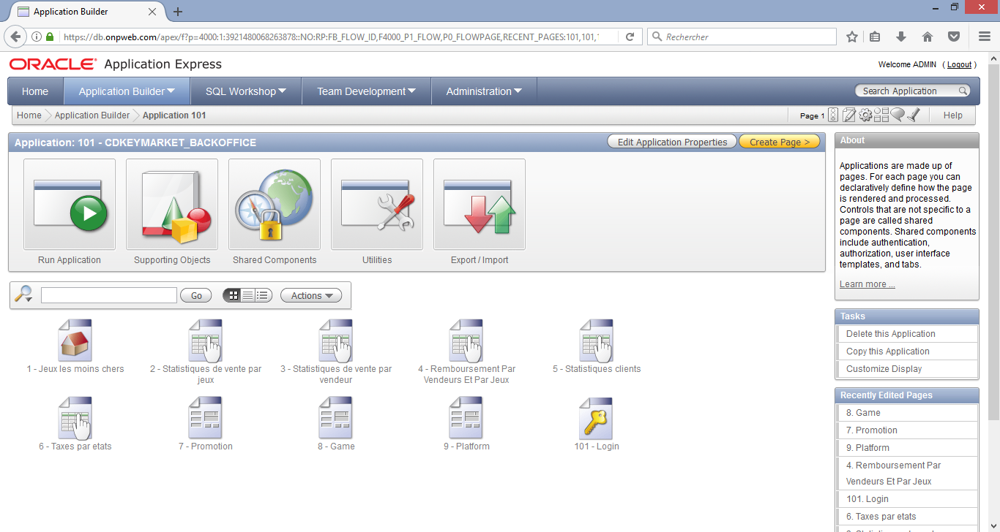 Application Builder
https://db.onpweb.com/apex/f?p=4000:1:3921480068263878::NO:RP:FB_FLOW_ID,F4000_P1_FLOW,P0_FLOWPAGE,RECENT_PAGES:101,101,
Rechercher
ORACLE Application Express
Welcome ADMIN ( Logout )
Home Application Builder SQL Workshop Team Development Administration
Search Application
Home Application Builder Application 101
Page 1
Help
Application: 101 - CDKEYMARKET_BACKOFFICE
Edit Application Properties
Create Page >
Run Application
Supporting Objects
Shared Components
Utilities
Export / Import
Go
Actions
1 - Jeux les moins chers
2 - Statistiques de vente par
jeux
3 - Statistiques de vente par
vendeur
4 - Remboursement Par
Vendeurs Et Par Jeux
5 - Statistiques clients
6 - Taxes par etats
7 - Promotion
8 - Game
9 - Platform
101 - Login
About
Applications are made up of
pages. For each page you can
declaratively define how the page
is rendered and processed.
Controls that are not specific to a
page are called shared
components. Shared components
include authentication,
authorization, user interface
templates, and tabs.
Learn more ...
Tasks
Delete this Application
Copy this Application
Customize Display
Recently Edited Pages
8. Game
7. Promotion
9. Platform
4. Remboursement Par
Vendeurs Et Par Jeux
101. Login
6. Taxes par etats